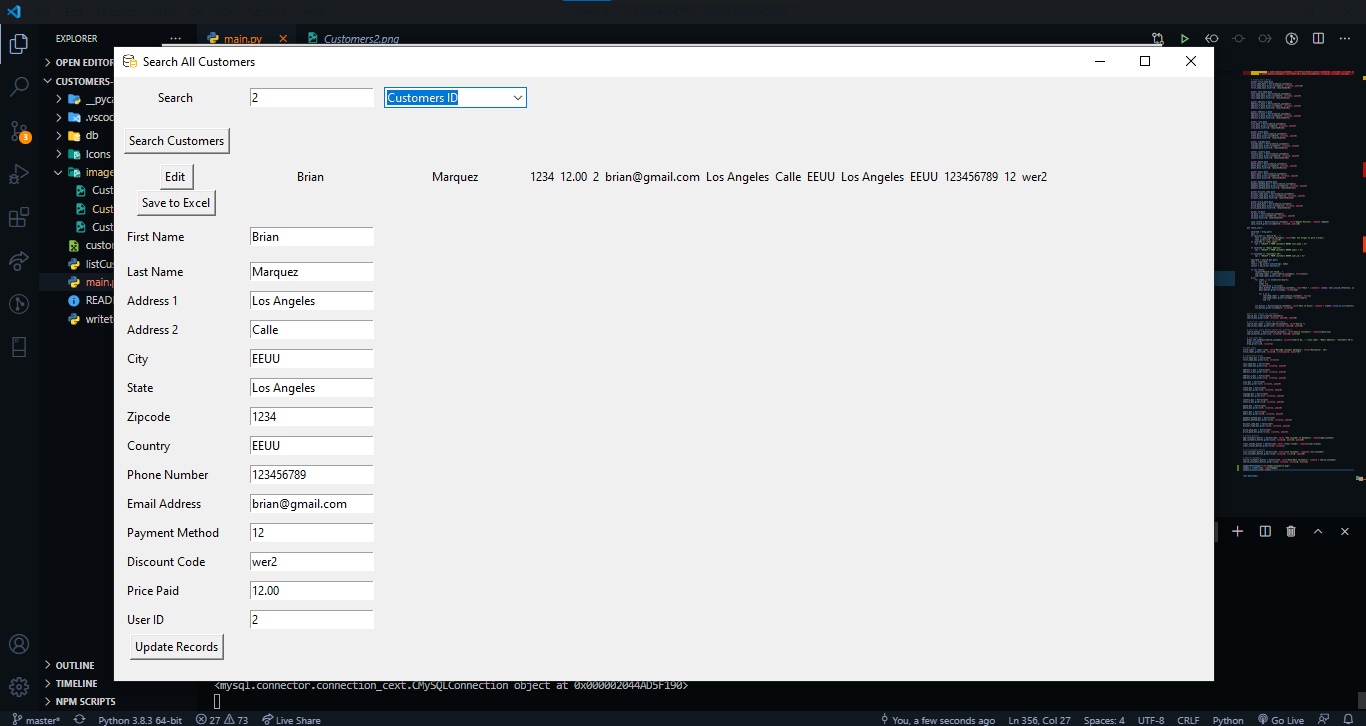 EXPLORER
main.py
Customers2.png
OPEN EDITOR
CUSTOMERS-
__pyca
.vscod
db
Icons
image
Cust
Cust
Cust
custo
listCus
main.p
READM
writet
OUTLINE
TIMELINE
NPM SCRIPTS
3
Search All Customers
Search 2 Customers ID
Search Customers
Edit Brian Marquez 1234 12.00 2 brian@gmail.com Los Angeles Calle EEUU Los Angeles EEUU 123456789 12 wer2
Save to Excel
First Name Brian
Last Name Marquez
Address 1 Los Angeles
Address 2 Calle
City EEUU
State Los Angeles
Zipcode 1234
Country EEUU
Phone Number 123456789
Email Address brian@gmail.com
Payment Method 12
Discount Code wer2
Price Paid 12.00
User ID 2
Update Records
<mysql.connector.connection_cext.CMySQLConnection object at 0x000002044AD5F190>
master* Python 3.8.3 64-bit 27 73 Live Share You, a few seconds ago Ln 356, Col 27 Spaces: 4 UTF-8 CRLF Python Go Live